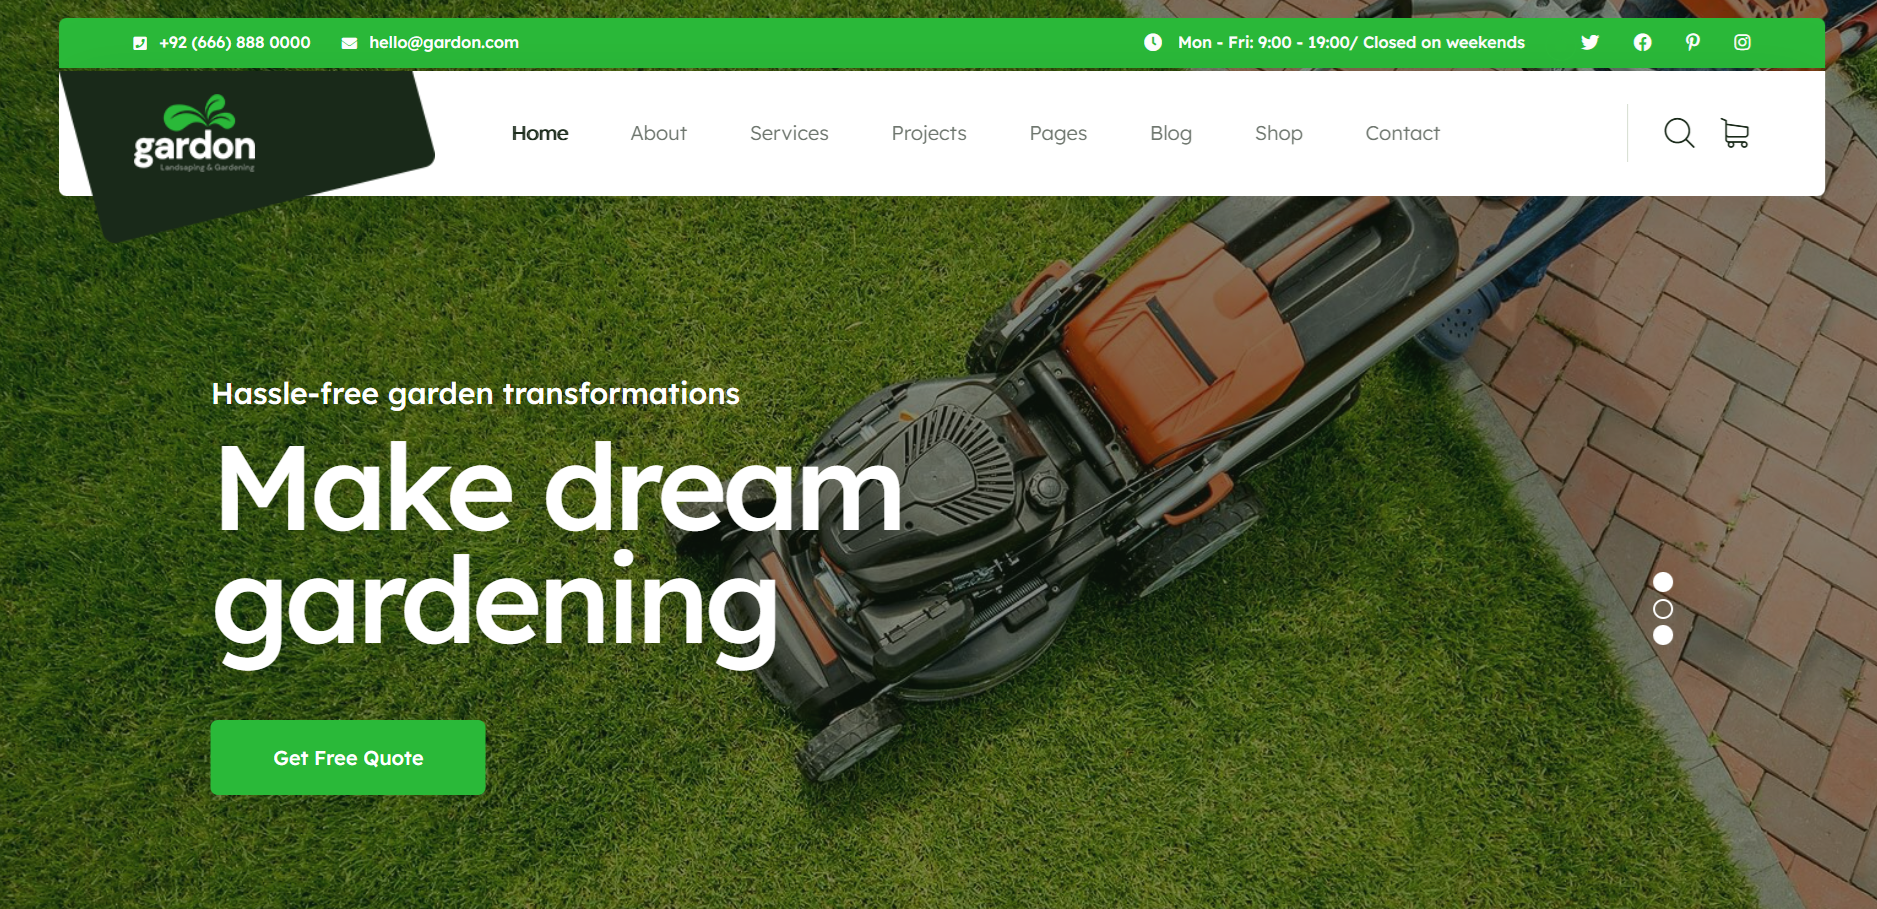 +92 (666) 888 0000 hello@gardon.com Mon - Fri: 9:00 - 19:00/ Closed on weekends
gardon
Landsaping & Gardening
Home About Services Projects Pages Blog Shop Contact
Hassle-free garden transformations
Make dream
gardening
Get Free Quote